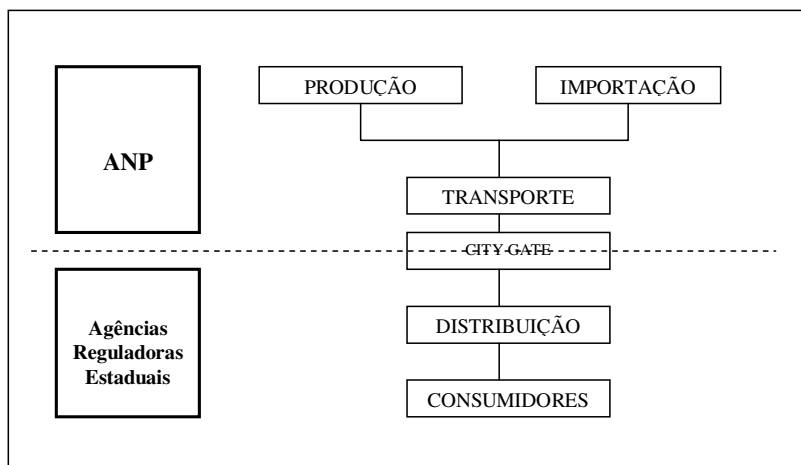 PRODUÇÃO
IMPORTAÇÃO
ANP
TRANSPORTE
CITY GATE
Agências
Reguladoras
Estaduais
DISTRIBUIÇÃO
CONSUMIDORES